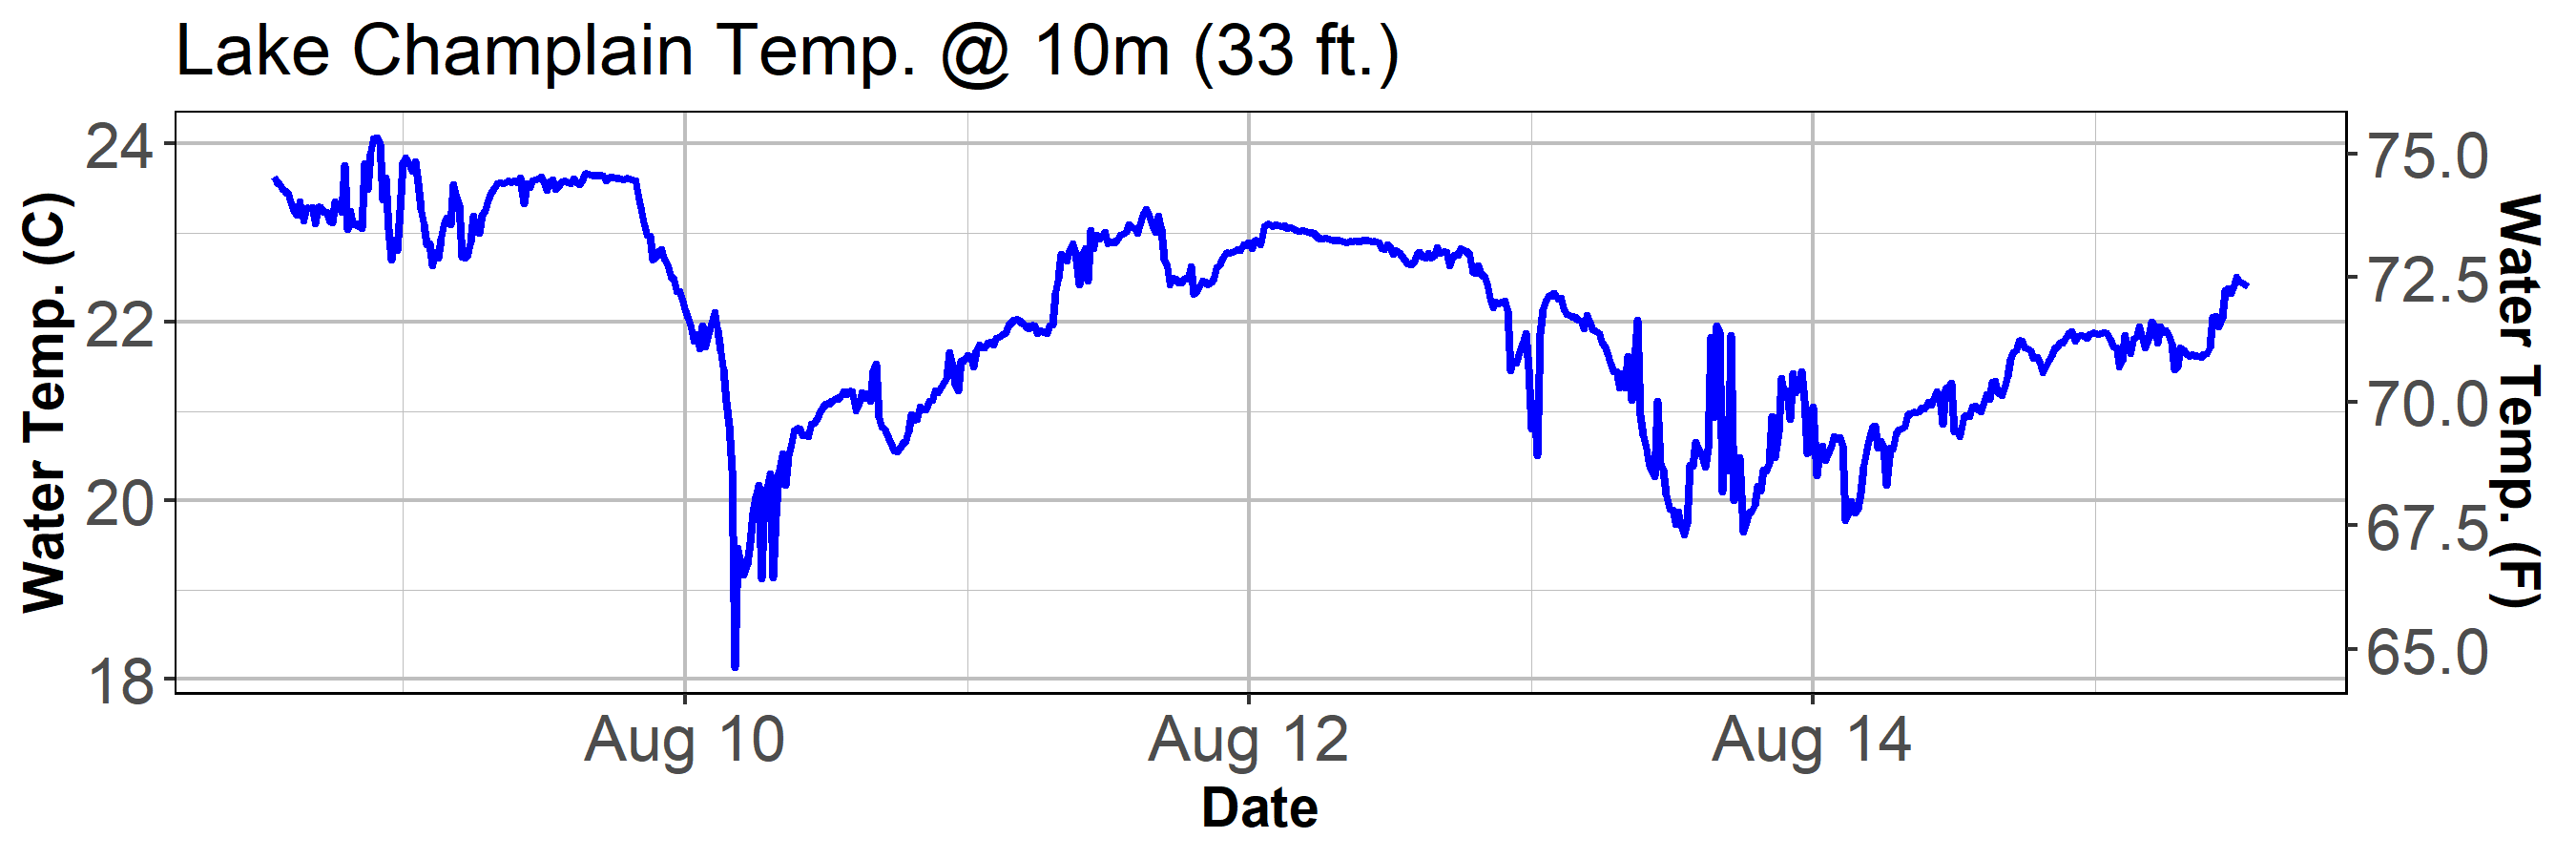 Lake Champlain Temp. @ 10m (33 ft.)
Water Temp. (C)
24
22
20
18
75.0
72.5
70.0
67.5
65.0
Water Temp. (F)
Aug 10
Aug 12
Aug 14
Date